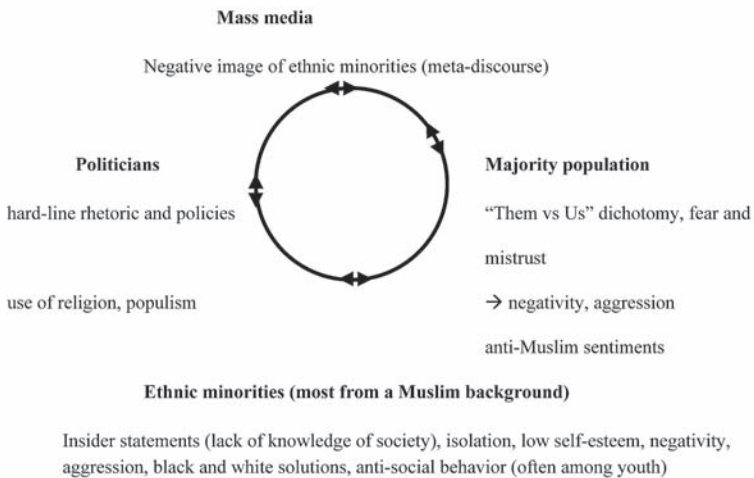 Mass media
Negative image of ethnic minorities (meta-discourse)
Politicians
hard-line rhetoric and policies
use of religion, populism
Majority population
“Them vs Us” dichotomy, fear and
mistrust
→ negativity, aggression
anti-Muslim sentiments
Ethnic minorities (most from a Muslim background)
Insider statements (lack of knowledge of society), isolation, low self-esteem, negativity,
aggression, black and white solutions, anti-social behavior (often among youth)